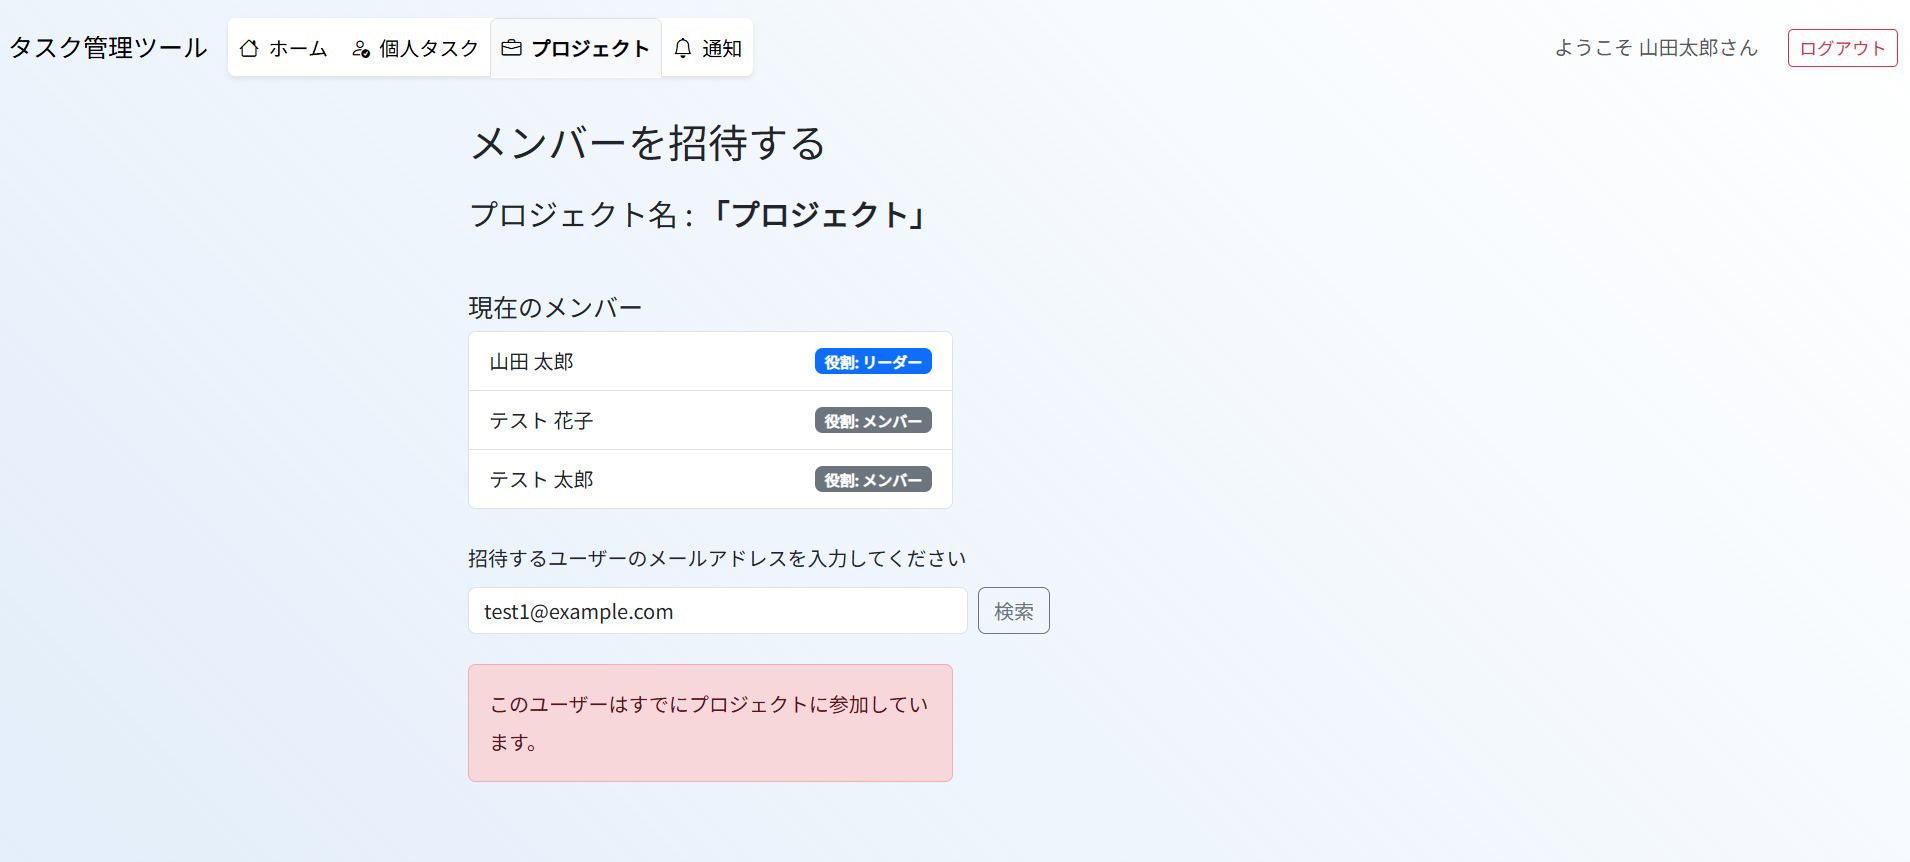 タスク管理ツール ホーム 個人タスク プロジェクト 通知 ようこそ 山田太郎さん ログアウト
メンバーを招待する
プロジェクト名 : 「プロジェクト」
現在のメンバー
山田 太郎 役割: リーダー
テスト 花子 役割: メンバー
テスト 太郎 役割: メンバー
招待するユーザーのメールアドレスを入力してください
test1@example.com 検索
このユーザーはすでにプロジェクトに参加してい
ます。